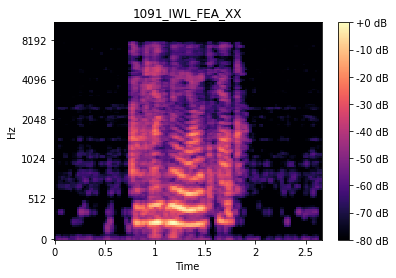 1091_IWL_FEA_XX
+0 dB
8192
-10 dB
4096
-20 dB
-30 dB
2048
Hz
-40 dB
1024
-50 dB
512
-60 dB
-70 dB
0
-80 dB
0 0.5 1 1.5 2 2.5
Time